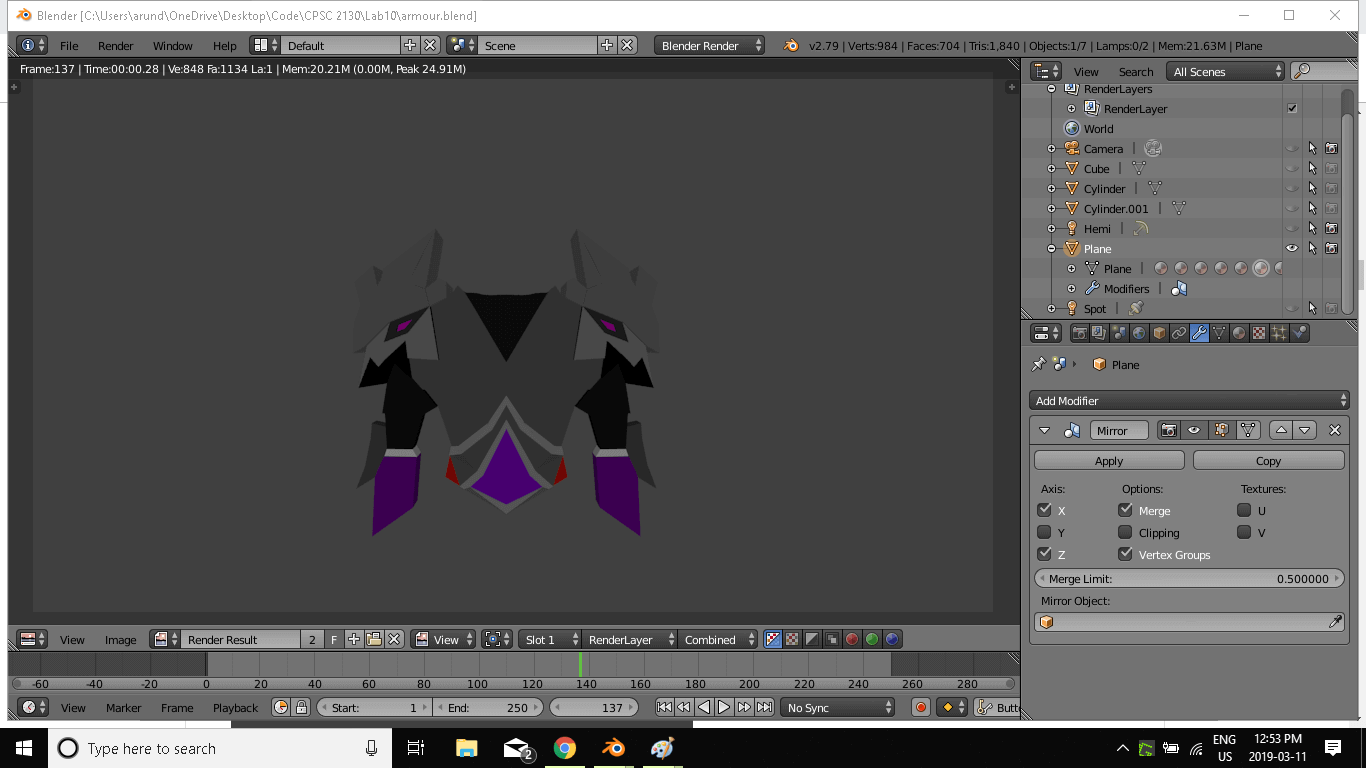 Blender [C:\Users\arund\OneDrive\Desktop\Code\CPSC 2130\Lab10\armour.blend]
File Render Window Help Default Scene Blender Render v2.79 | Verts:984 | Faces:704 | Tris:1,840 | Objects:1/7 | Lamps:0/2 | Mem:21.63M | Plane
Frame:137 | Time:00:00.28 | Ve:848 Fa:1134 La:1 | Mem:20.21M (0.00M, Peak 24.91M)
View Search All Scenes
RenderLayers
RenderLayer
World
Camera
Cube
Cylinder
Cylinder.001
Hemi
Plane
Plane
Modifiers
Spot
Plane
Add Modifier
Mirror
Apply Copy
Axis: Options: Textures:
X Merge U
Y Clipping V
Z Vertex Groups
Merge Limit: 0.500000
Mirror Object:
View Image Render Result 2 F View Slot 1 RenderLayer Combined
-60 -40 -20 0 20 40 60 80 100 120 140 160 180 200 220 240 260 280
View Marker Frame Playback Start: 1 End: 250 137 No Sync Butt
Type here to search 2 ENG US 12:53 PM 2019-03-11